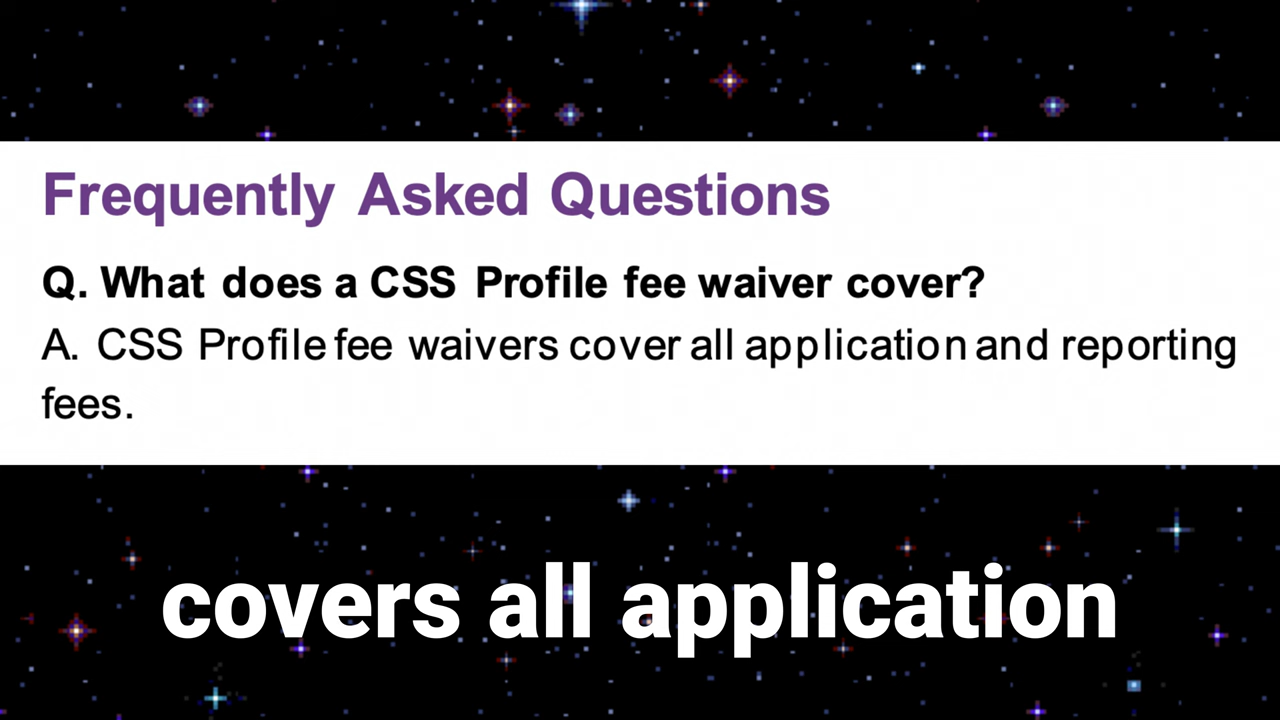 Frequently Asked Questions
Q. What does a CSS Profile fee waiver cover?
A. CSS Profile fee waivers cover all application and reporting
fees.
covers all application